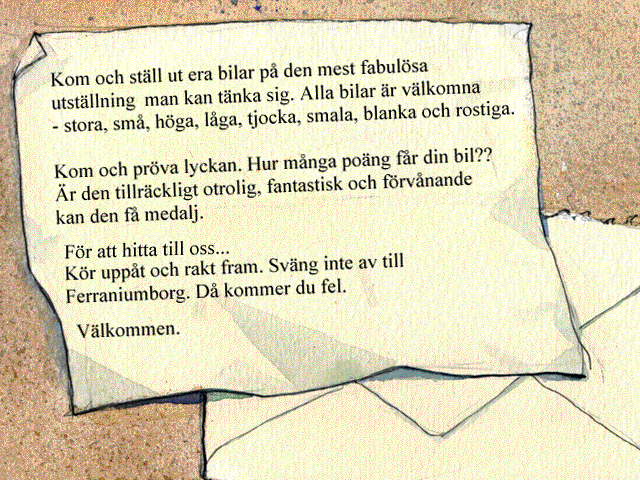 Kom och ställ ut era bilar på den mest fabulösa
utställning man kan tänka sig. Alla bilar är välkomna
- stora, små, höga, låga, tjocka, smala, blanka och rostiga.
Kom och pröva lyckan. Hur många poäng får din bil??
Är den tillräckligt otrolig, fantastisk och förvånande
kan den få medalj.
För att hitta till oss...
Kör uppåt och rakt fram. Sväng inte av till
Ferraniumborg. Då kommer du fel.
Välkommen.